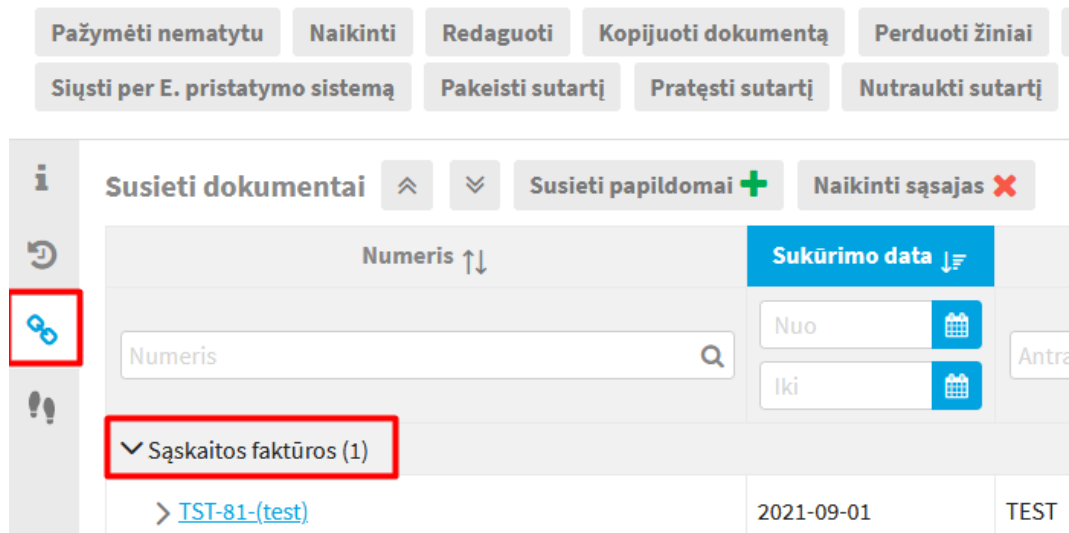 Pažymėti nematytu Naikinti Redaguoti Kopijuoti dokumentą Perduoti žiniai
Siųsti per E. pristatymo sistemą Pakeisti sutartį Pratęsti sutartį Nutraukti sutartį
Susieti dokumentai Susieti papildomai Naikinti sąsajas
Numeris Sukūrimo data
Nuo
Numeris Antra
Iki
Sąskaitos faktūros (1)
TST-81-(test) 2021-09-01 TEST